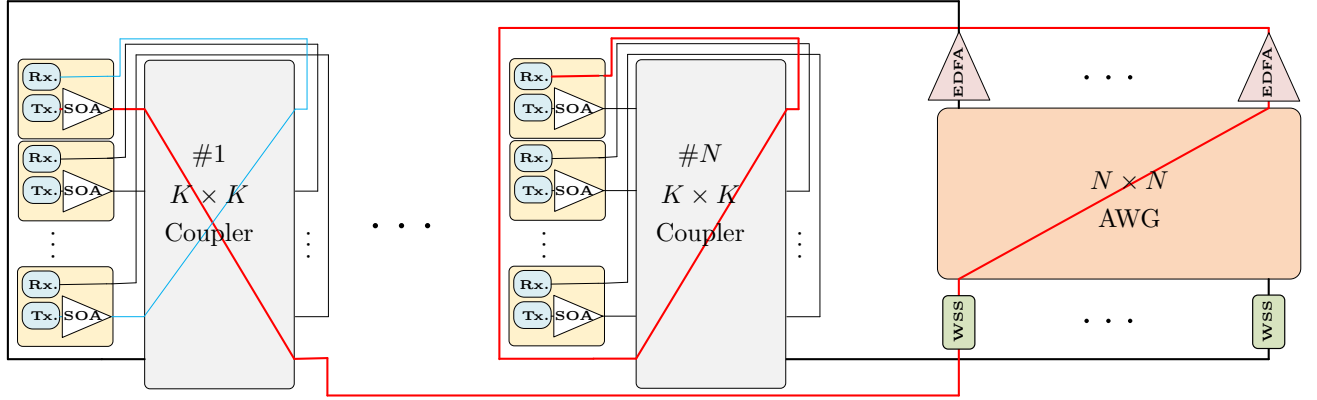 Rx.
Tx. SOA
Rx.
Tx. SOA
Rx.
Tx. SOA
#1
K × K
Coupler
Rx.
Tx. SOA
Rx.
Tx. SOA
Rx.
Tx. SOA
#N
K × K
Coupler
EDFA
EDFA
N × N
AWG
WSS
WSS